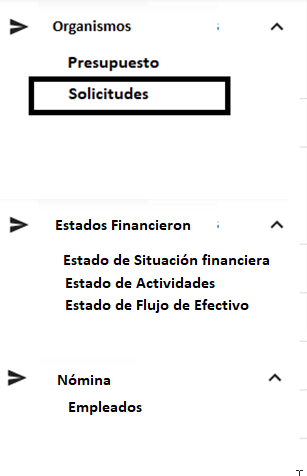 Organismos
Presupuesto
Solicitudes
Estados Financieron
Estado de Situación financiera
Estado de Actividades
Estado de Flujo de Efectivo
Nómina
Empleados